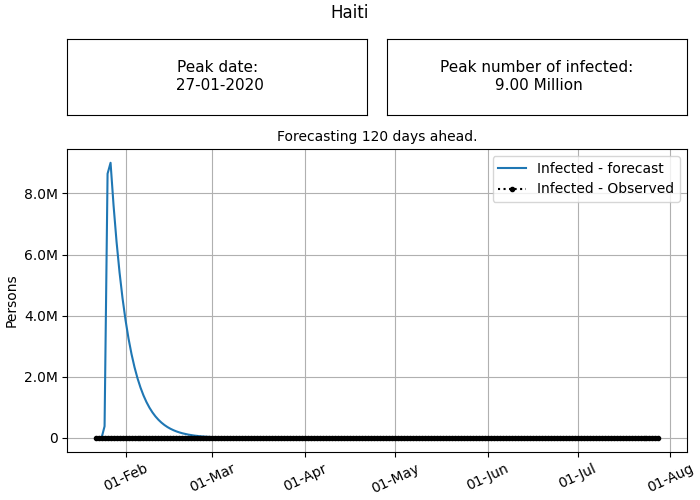 Haiti
Peak date:
27-01-2020
Peak number of infected:
9.00 Million
Forecasting 120 days ahead.
Infected - forecast
Infected - Observed
Persons
8.0M
6.0M
4.0M
2.0M
0
01-Feb
01-Mar
01-Apr
01-May
01-Jun
01-Jul
01-Aug